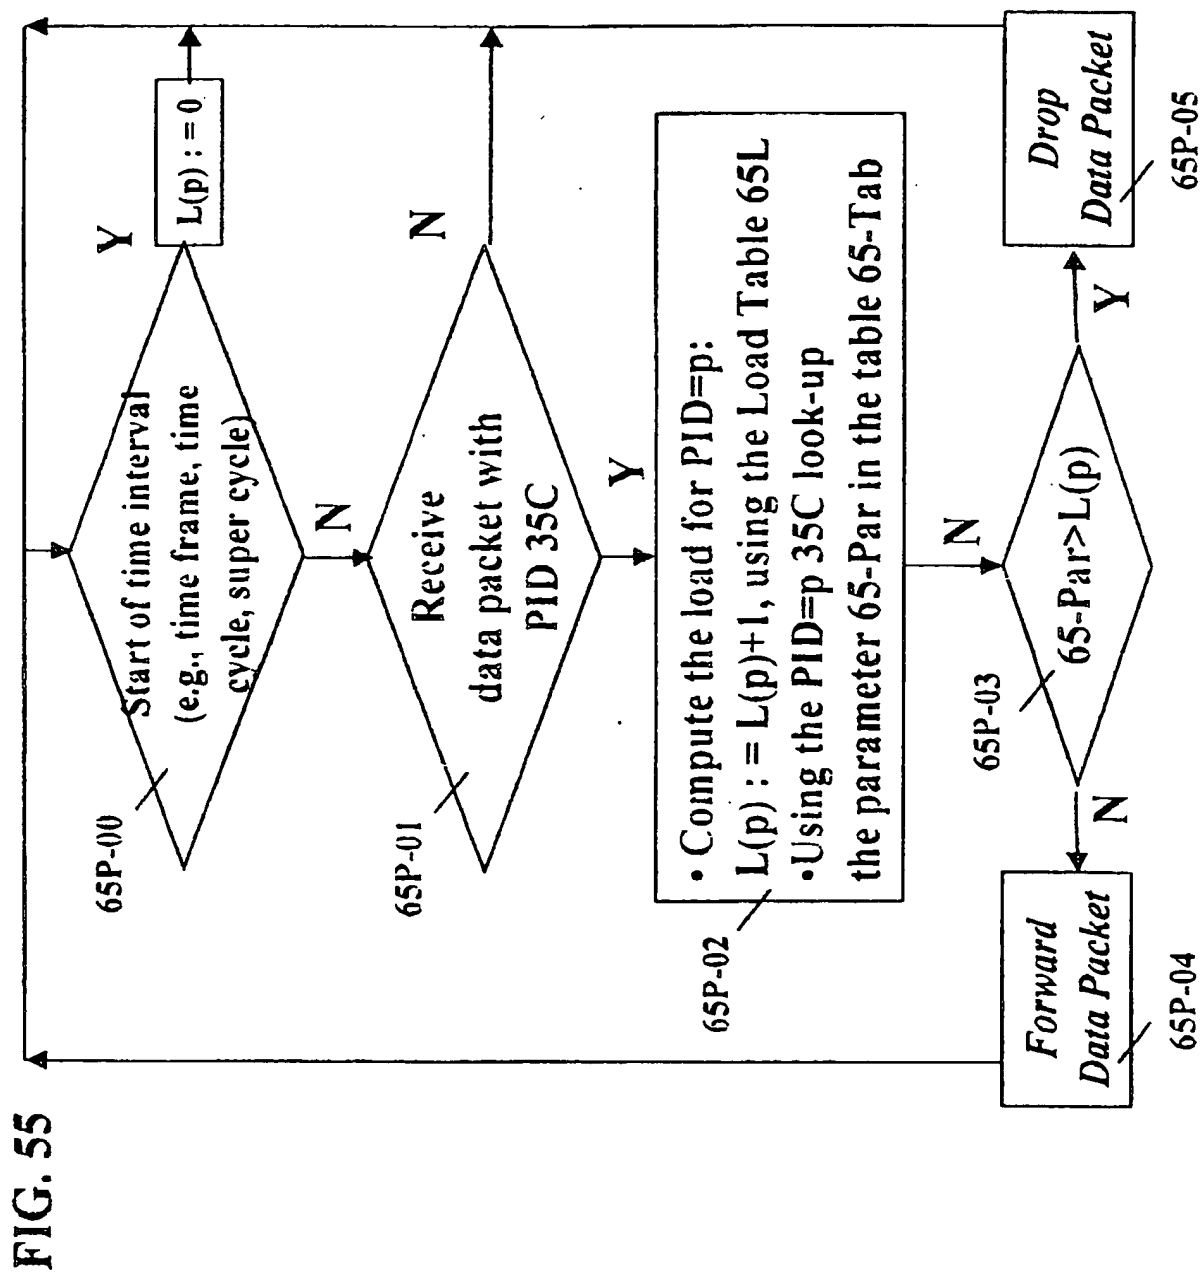 FIG. 55
65P-00
Start of time interval
(e.g., time frame, time
cycle, super cycle)
Y
L(p) : = 0
N
65P-01
Receive
data packet with
PID 35C
N
Y
65P-02
• Compute the load for PID=p:
L(p) : = L(p)+1, using the Load Table 65L
•Using the PID=p 35C look-up
the parameter 65-Par in the table 65-Tab
N
65P-03
65-Par>L(p)
N
Y
Forward
Data Packet
65P-04
Drop
Data Packet
65P-05